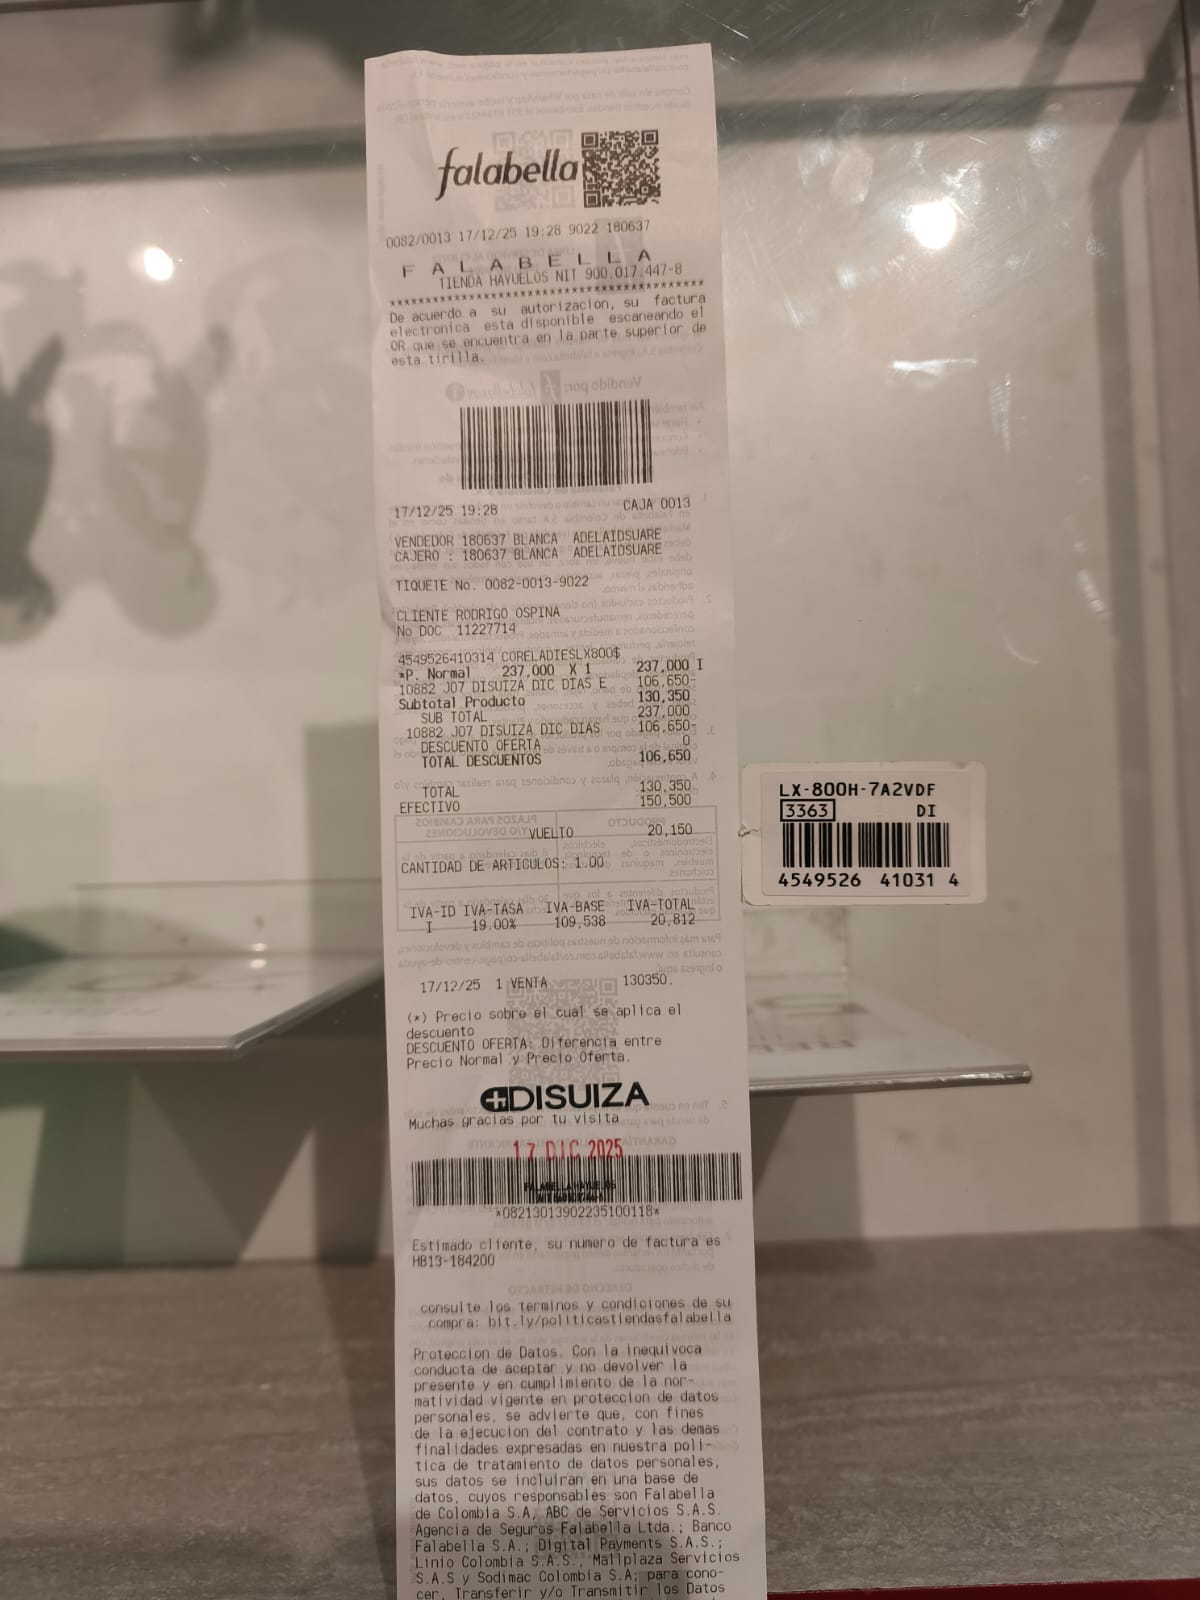 falabella
0082/0013 17/12/25 19:28 9022 180637
F A L A B E L L A
TIENDA HAYUELOS NIT 900.017.447-8
****************************************
De acuerdo a su autorizacion, su factura
electronica esta disponible escaneando el
QR que se encuentra en la parte superior de
esta tirilla.
17/12/25 19:28 CAJA 0013
VENDEDOR 180637 BLANCA ADELAIDSUARE
CAJERO : 180637 BLANCA ADELAIDSUARE
TIQUETE No. 0082-0013-9022
CLIENTE RODRIGO OSPINA
No DOC 11227714
4549526410314 CORELADIESLX800$
*P. Normal 237,000 X 1 237,000 I
10882 J07 DISUIZA DIC DIAS E 106,650-
Subtotal Producto 130,350
SUB TOTAL 237,000
10882 J07 DISUIZA DIC DIAS 106,650-
DESCUENTO OFERTA 0
TOTAL DESCUENTOS 106,650
TOTAL 130,350
EFECTIVO 150,500
VUELTO 20,150
CANTIDAD DE ARTICULOS: 1.00
IVA-ID IVA-TASA IVA-BASE IVA-TOTAL
I 19.00% 109,538 20,812
17/12/25 1 VENTA 130350.
(*) Precio sobre el cual se aplica el
descuento
DESCUENTO OFERTA: Diferencia entre
Precio Normal y Precio Oferta.
DISUIZA
Muchas gracias por tu visita
17 DIC 2025
FALABELLA HAYUELOS
*08213013902235100118*
Estimado cliente, su numero de factura es
HB13-184200
consulte los terminos y condiciones de su
compra: bit.ly/politicastiendasfalabella
Proteccion de Datos. Con la inequivoca
conducta de aceptar y no devolver la
presente y en cumplimiento de la nor-
matividad vigente en proteccion de datos
personales, se advierte que, con fines
de la ejecucion del contrato y las demas
finalidades expresadas en nuestra poli-
tica de tratamiento de datos personales,
sus datos se incluiran en una base de
datos, cuyos responsables son Falabella
de Colombia S.A, ABC de Servicios S.A.S.
Agencia de Seguros Falabella Ltda.; Banco
Falabella S.A.; Digital Payments S.A.S.;
Linio Colombia S.A.S., Mallplaza Servicios
S.A.S y Sodimac Colombia S.A; para cono-
cer, Transferir y/o Transmitir los Datos
LX-800H-7A2VDF
3363 DI
4549526 41031 4